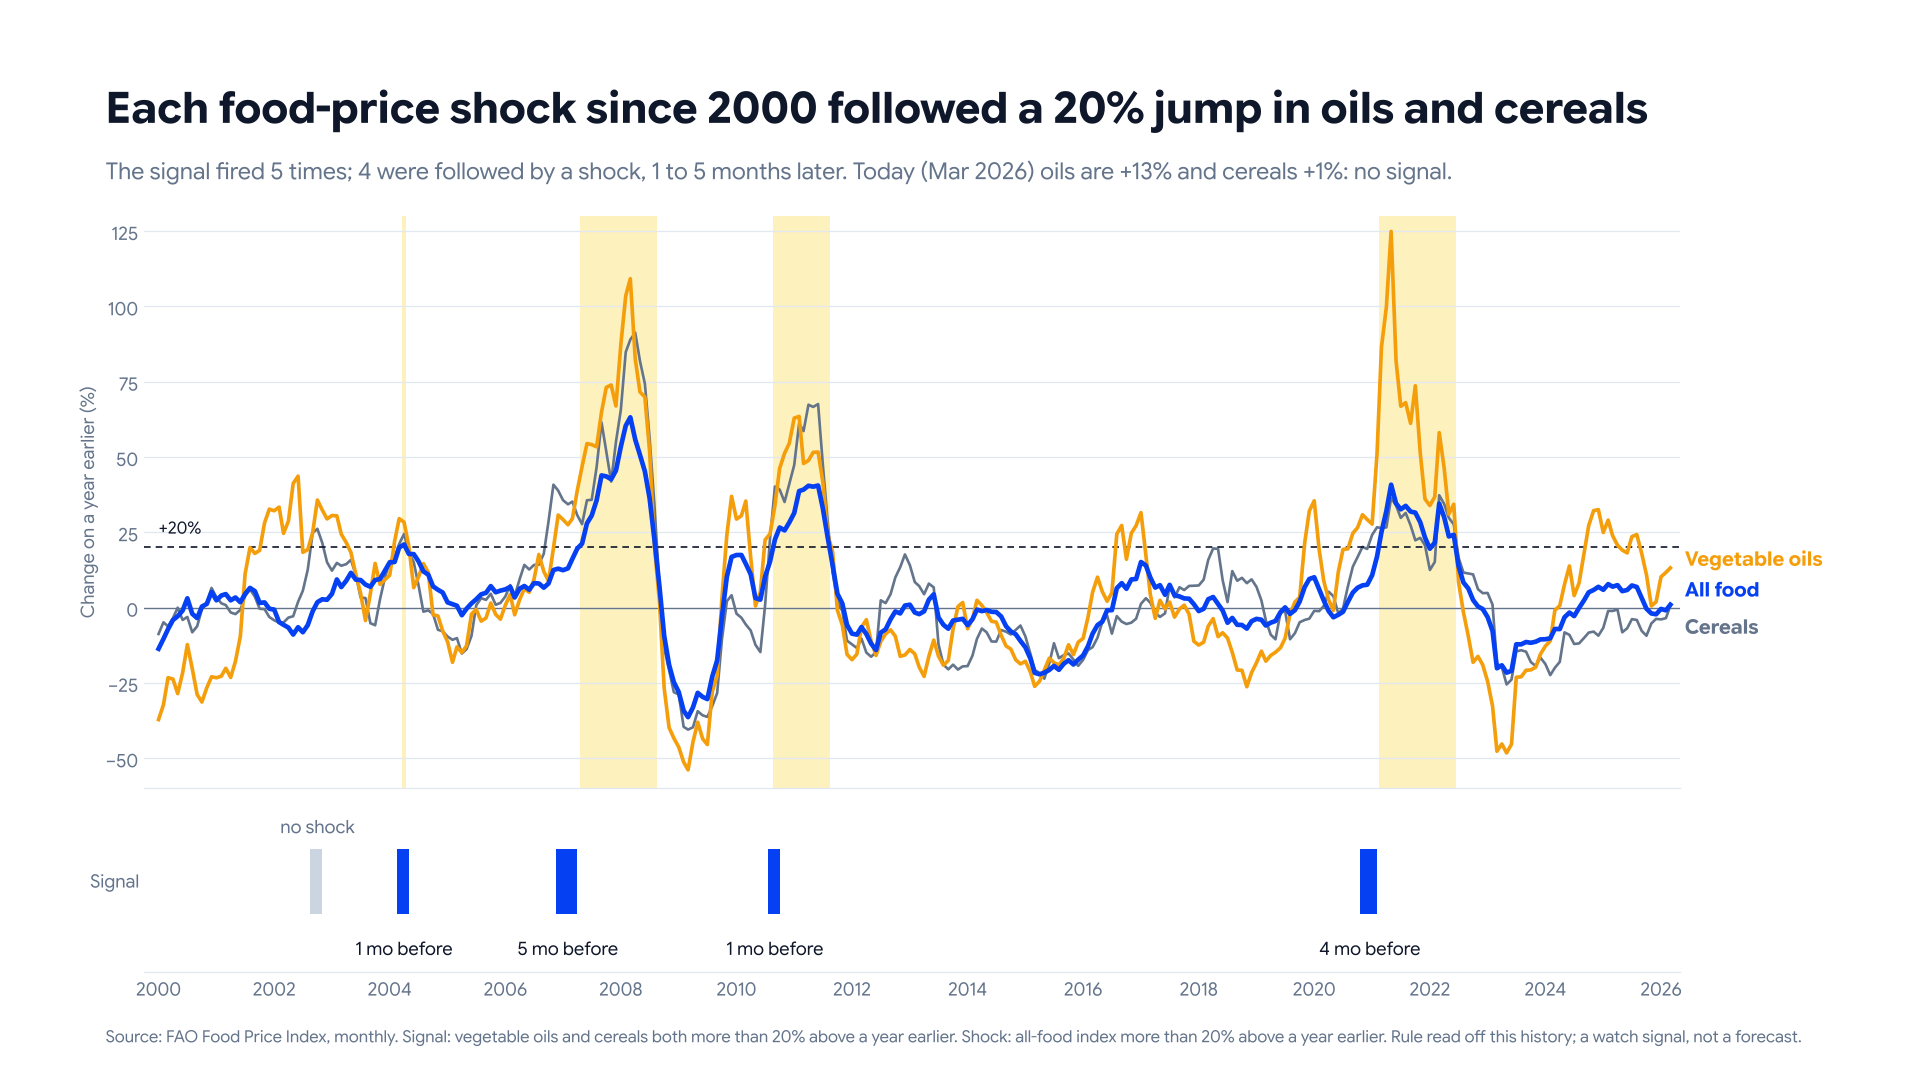 Each food-price shock since 2000 followed a 20% jump in oils and cereals
The signal fired 5 times; 4 were followed by a shock, 1 to 5 months later. Today (Mar 2026) oils are +13% and cereals +1%: no signal.
Change on a year earlier (%)
125
100
75
50
25
0
−25
−50
+20%
Vegetable oils
All food
Cereals
no shock
Signal
1 mo before
5 mo before
1 mo before
4 mo before
2000
2002
2004
2006
2008
2010
2012
2014
2016
2018
2020
2022
2024
2026
Source: FAO Food Price Index, monthly. Signal: vegetable oils and cereals both more than 20% above a year earlier. Shock: all-food index more than 20% above a year earlier. Rule read off this history; a watch signal, not a forecast.